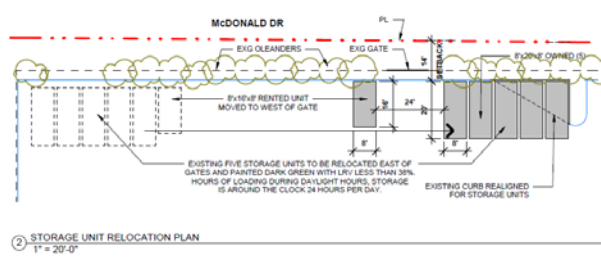 McDONALD DR
PL
EXG OLEANDERS
EXG GATE
14'
SETBACK
8'x20'x8' OWNED (5)
8'x16'x8' RENTED UNIT
MOVED TO WEST OF GATE
16'
24'
20'
8'
8'
EXISTING FIVE STORAGE UNITS TO BE RELOCATED EAST OF
GATES AND PAINTED DARK GREEN WITH LRV LESS THAN 38%.
HOURS OF LOADING DURING DAYLIGHT HOURS, STORAGE
IS AROUND THE CLOCK 24 HOURS PER DAY.
EXISTING CURB REALIGNED
FOR STORAGE UNITS
2 STORAGE UNIT RELOCATION PLAN
1" = 20'-0"